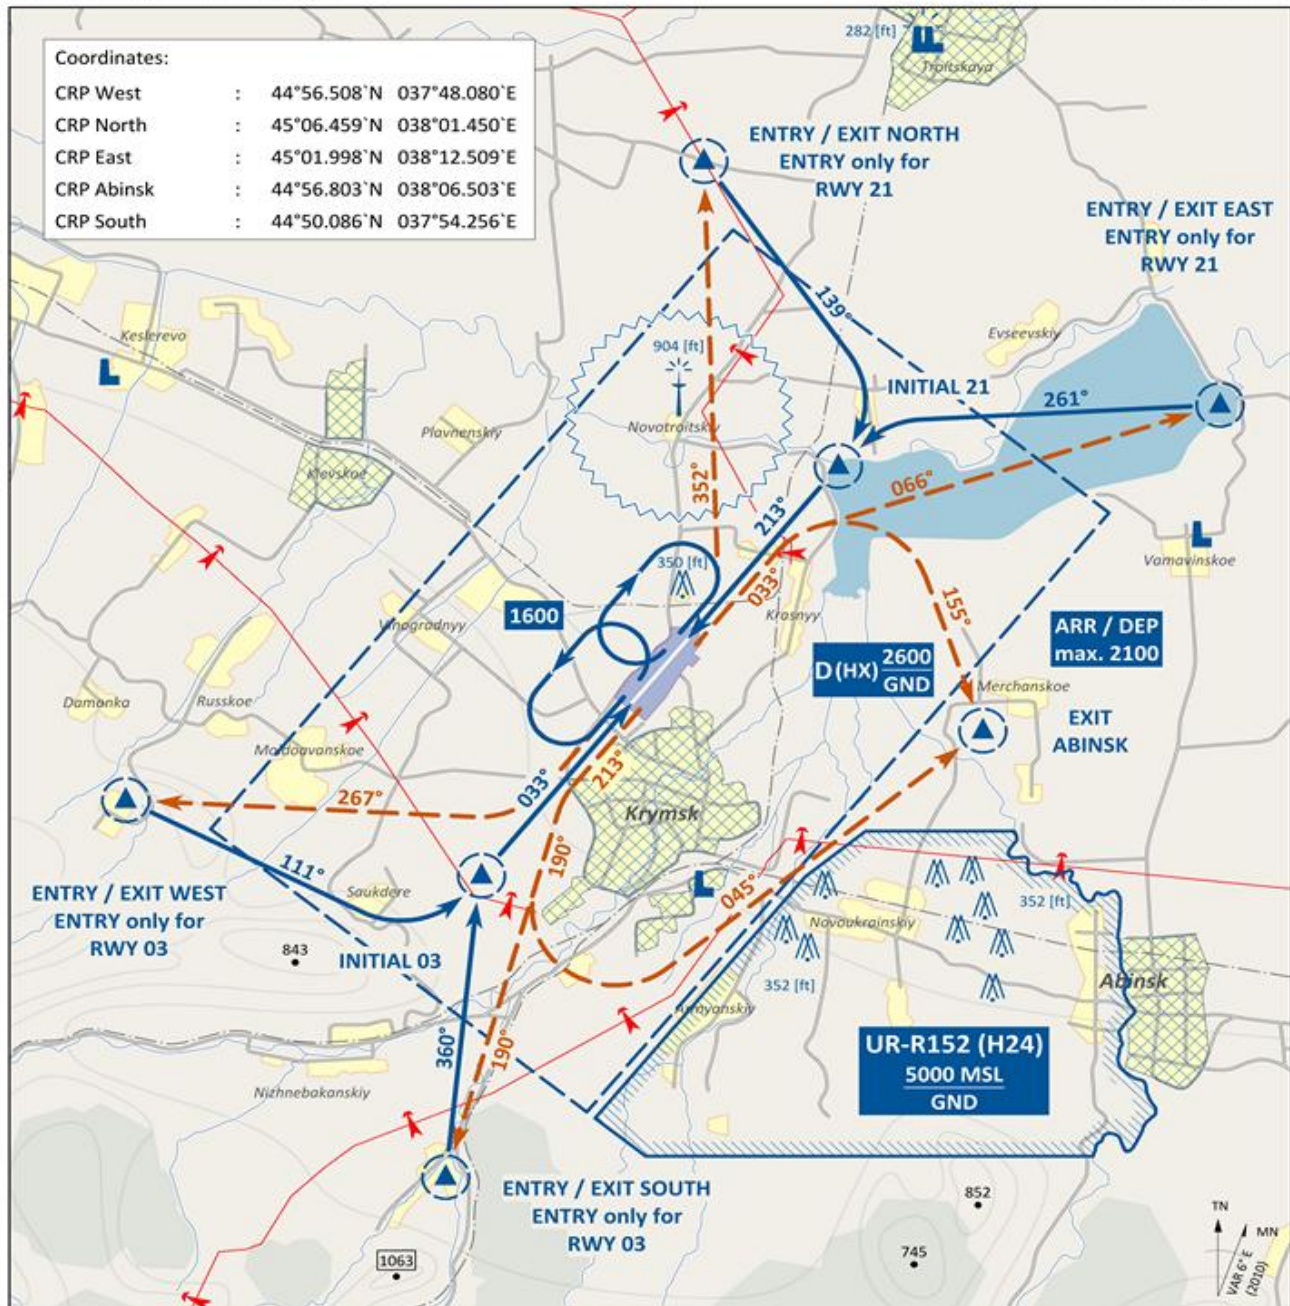 Coordinates:
CRP West : 44°56.508`N 037°48.080`E
CRP North : 45°06.459`N 038°01.450`E
CRP East : 45°01.998`N 038°12.509`E
CRP Abinsk : 44°56.803`N 038°06.503`E
CRP South : 44°50.086`N 037°54.256`E
282 [ft]
Troitskaya
ENTRY / EXIT NORTH
ENTRY only for
RWY 21
ENTRY / EXIT EAST
ENTRY only for
RWY 21
139°
Keslerevo
904 [ft]
Evseevskiy
INITIAL 21
261°
Plavnenskiy
Novotroitskiy
Kievskoe
352°
066°
213°
350 [ft]
033°
Vamavinskoe
1600
Krasnyy
155°
Vinogradnyy
ARR / DEP
max. 2100
D (HX) 2600
GND
Merchanskoe
Damanka
Russkoe
Moldoavanskoe
EXIT
ABINSK
033°
213°
267°
Krymsk
190°
111°
Saukdere
045°
ENTRY / EXIT WEST
ENTRY only for
RWY 03
352 [ft]
Novoukrainskiy
843
INITIAL 03
Abinsk
352 [ft]
Armyanskiy
360°
190°
UR-R152 (H24)
5000 MSL
GND
Nizhnebakanskiy
ENTRY / EXIT SOUTH
ENTRY only for
RWY 03
852
TN
MN
745
1063
VAR 6° E
(2010)